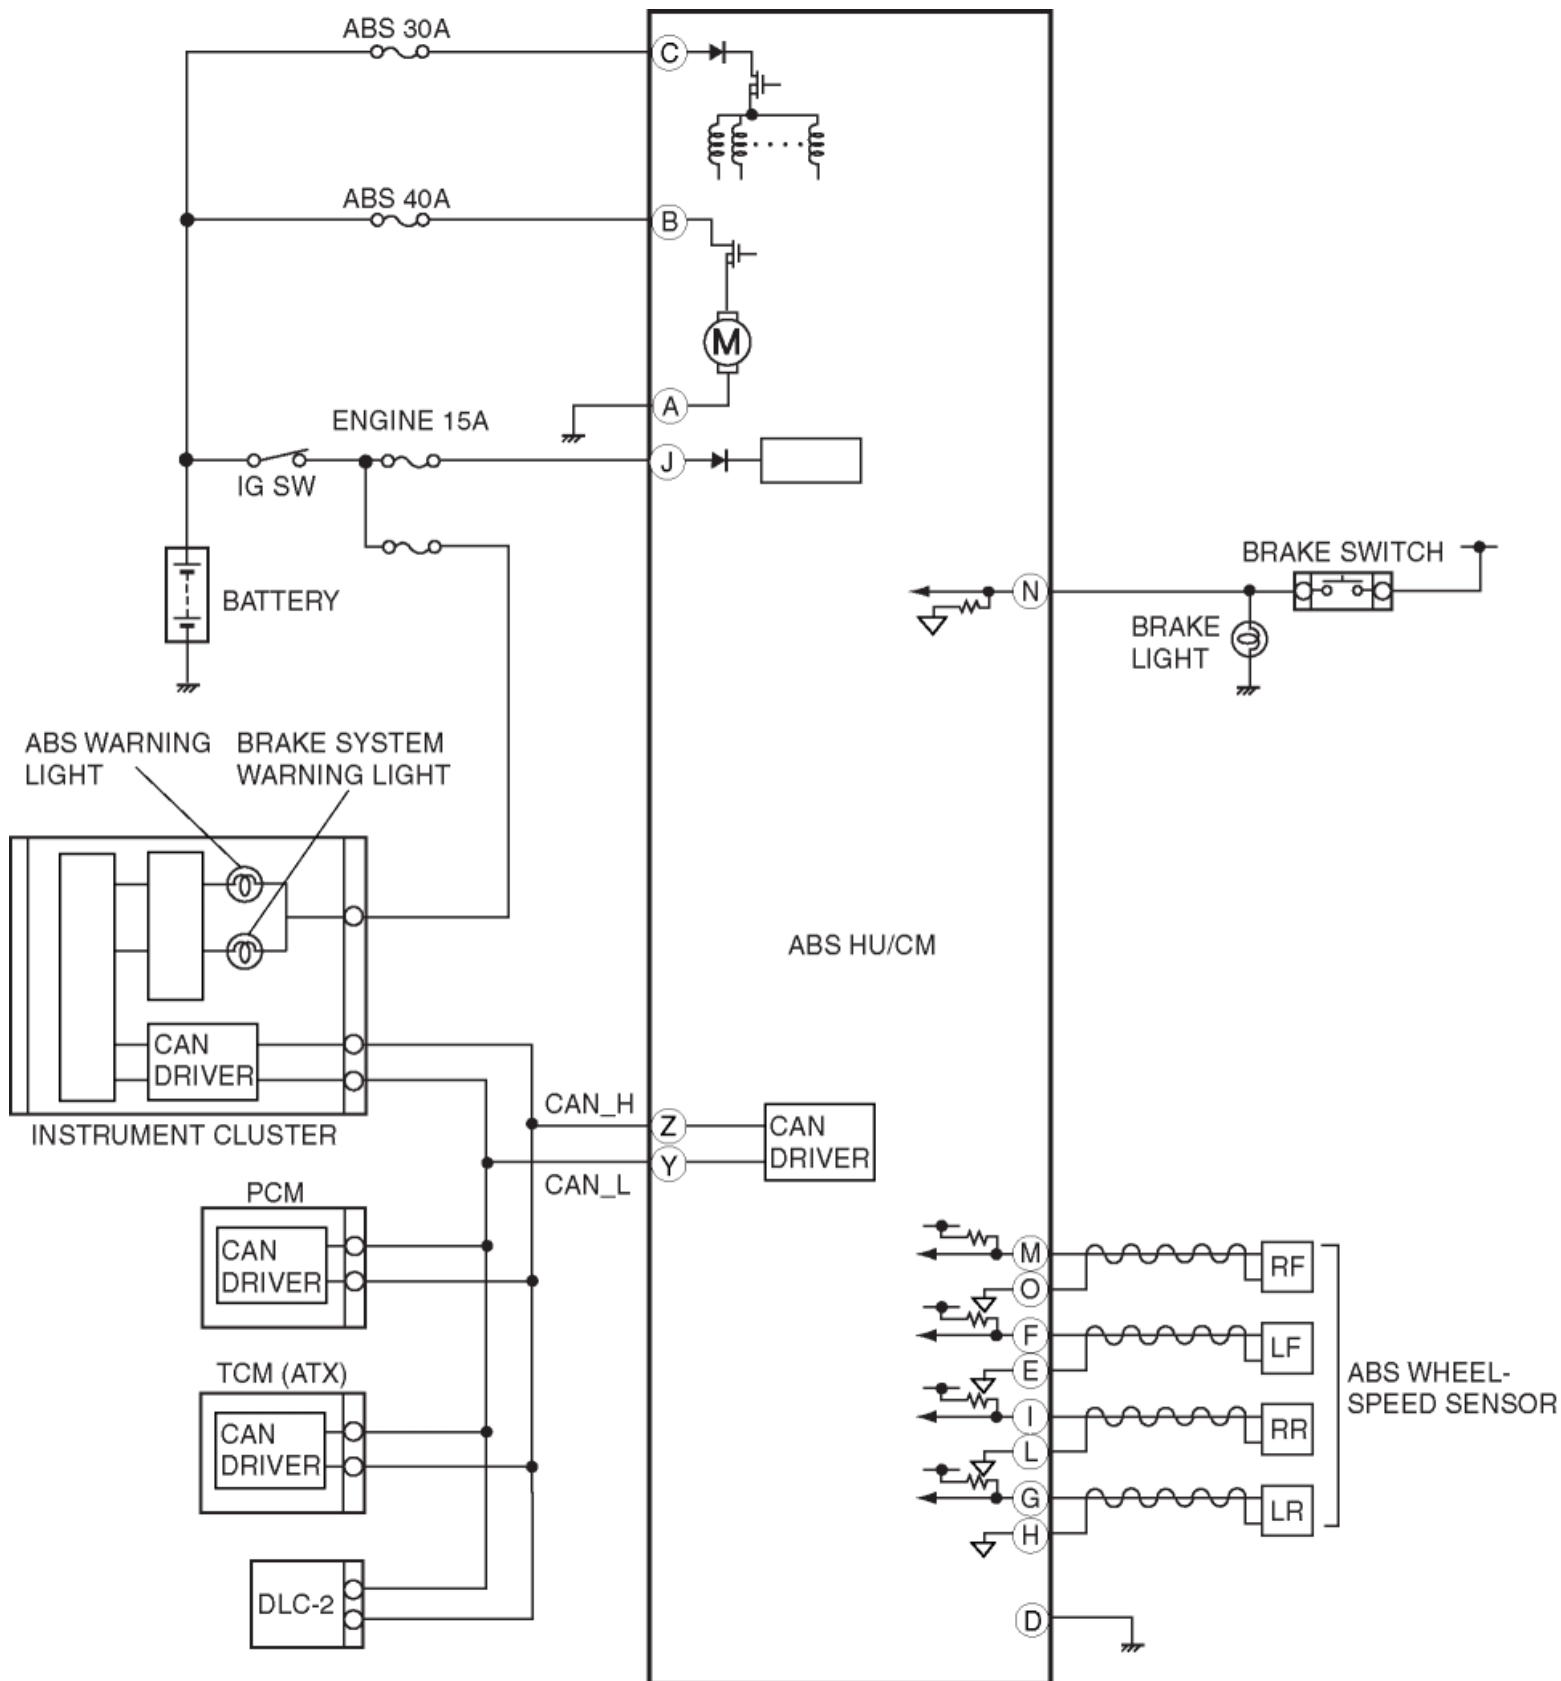 ABS 30A
C
ABS 40A
B
M
A
ENGINE 15A
J
IG SW
BATTERY
N
BRAKE SWITCH
BRAKE
LIGHT
ABS WARNING
LIGHT
BRAKE SYSTEM
WARNING LIGHT
ABS HU/CM
CAN
DRIVER
INSTRUMENT CLUSTER
CAN_H
Z
CAN
DRIVER
Y
CAN_L
PCM
CAN
DRIVER
TCM (ATX)
CAN
DRIVER
DLC-2
M
RF
O
F
LF
E
I
RR
L
G
LR
H
ABS WHEEL-
SPEED SENSOR
D